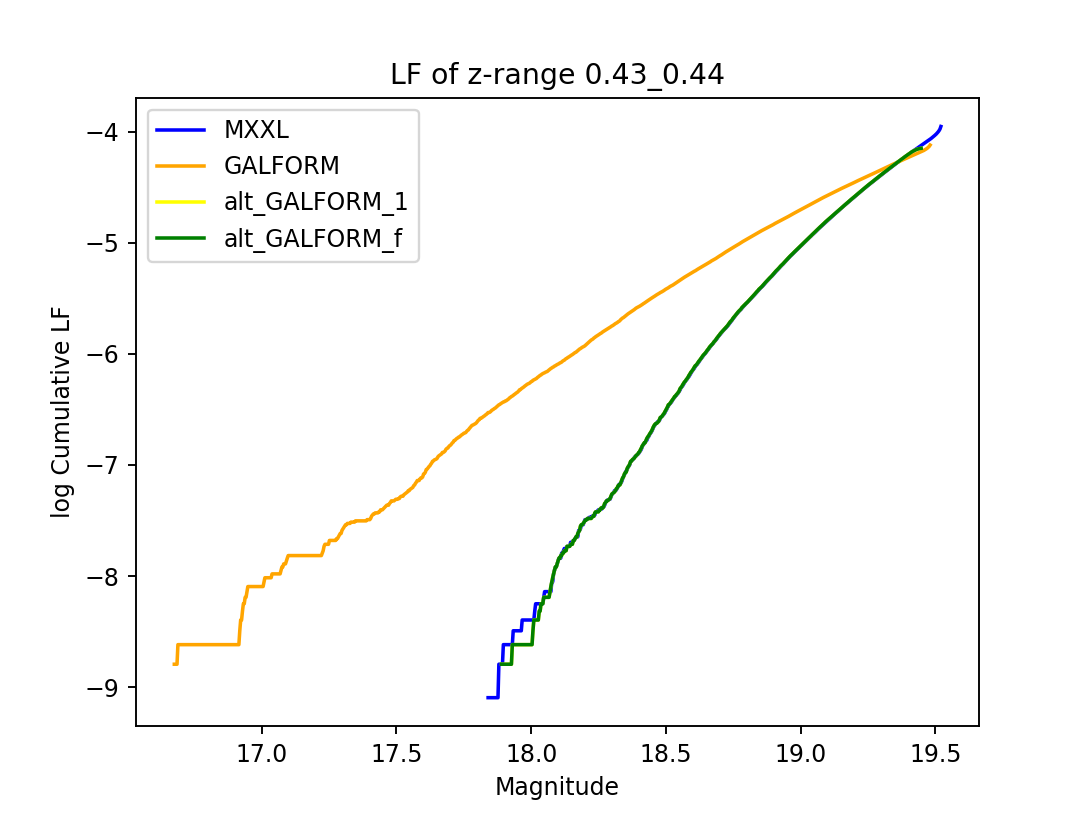 LF of z-range 0.43_0.44
MXXL
GALFORM
alt_GALFORM_1
alt_GALFORM_f
log Cumulative LF
−4
−5
−6
−7
−8
−9
17.0 17.5 18.0 18.5 19.0 19.5
Magnitude